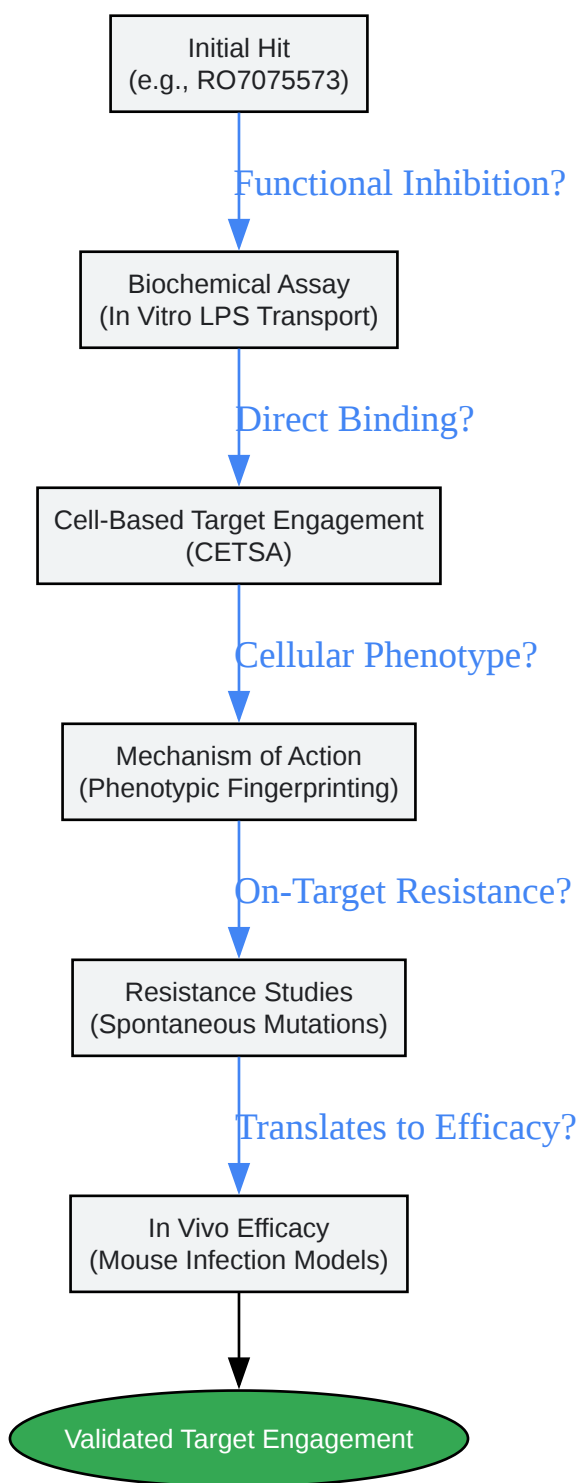 Initial Hit
(e.g., RO7075573)
Functional Inhibition?
Biochemical Assay
(In Vitro LPS Transport)
Direct Binding?
Cell-Based Target Engagement
(CETSA)
Cellular Phenotype?
Mechanism of Action
(Phenotypic Fingerprinting)
On-Target Resistance?
Resistance Studies
(Spontaneous Mutations)
Translates to Efficacy?
In Vivo Efficacy
(Mouse Infection Models)
Validated Target Engagement